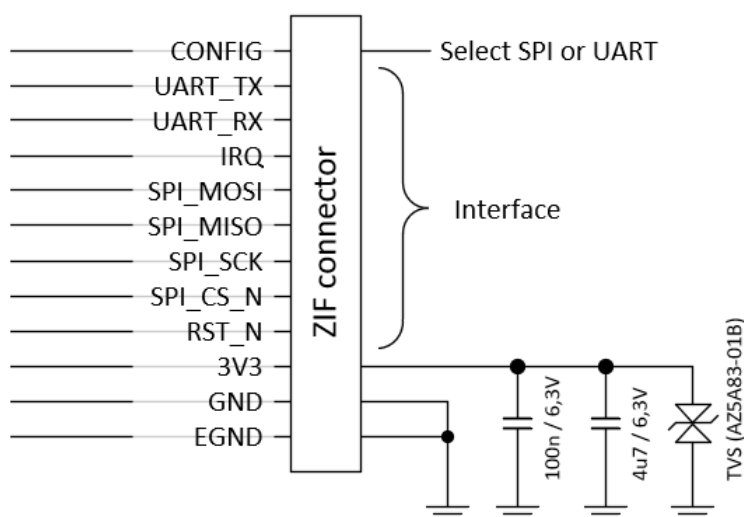 CONFIG
Select SPI or UART
UART_TX
UART_RX
IRQ
SPI_MOSI
SPI_MISO
SPI_SCK
SPI_CS_N
RST_N
3V3
GND
EGND
ZIF connector
Interface
100n / 6,3V
4u7 / 6,3V
TVS (AZ5A83-01B)